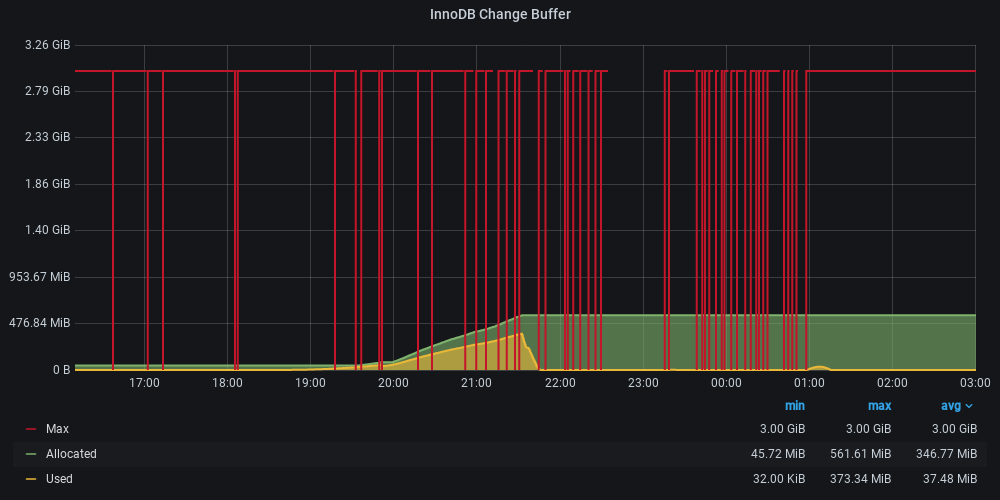 InnoDB Change Buffer
3.26 GiB
2.79 GiB
2.33 GiB
1.86 GiB
1.40 GiB
953.67 MiB
476.84 MiB
0 B
17:00 18:00 19:00 20:00 21:00 22:00 23:00 00:00 01:00 02:00 03:00
min max avg
Max 3.00 GiB 3.00 GiB 3.00 GiB
Allocated 45.72 MiB 561.61 MiB 346.77 MiB
Used 32.00 KiB 373.34 MiB 37.48 MiB